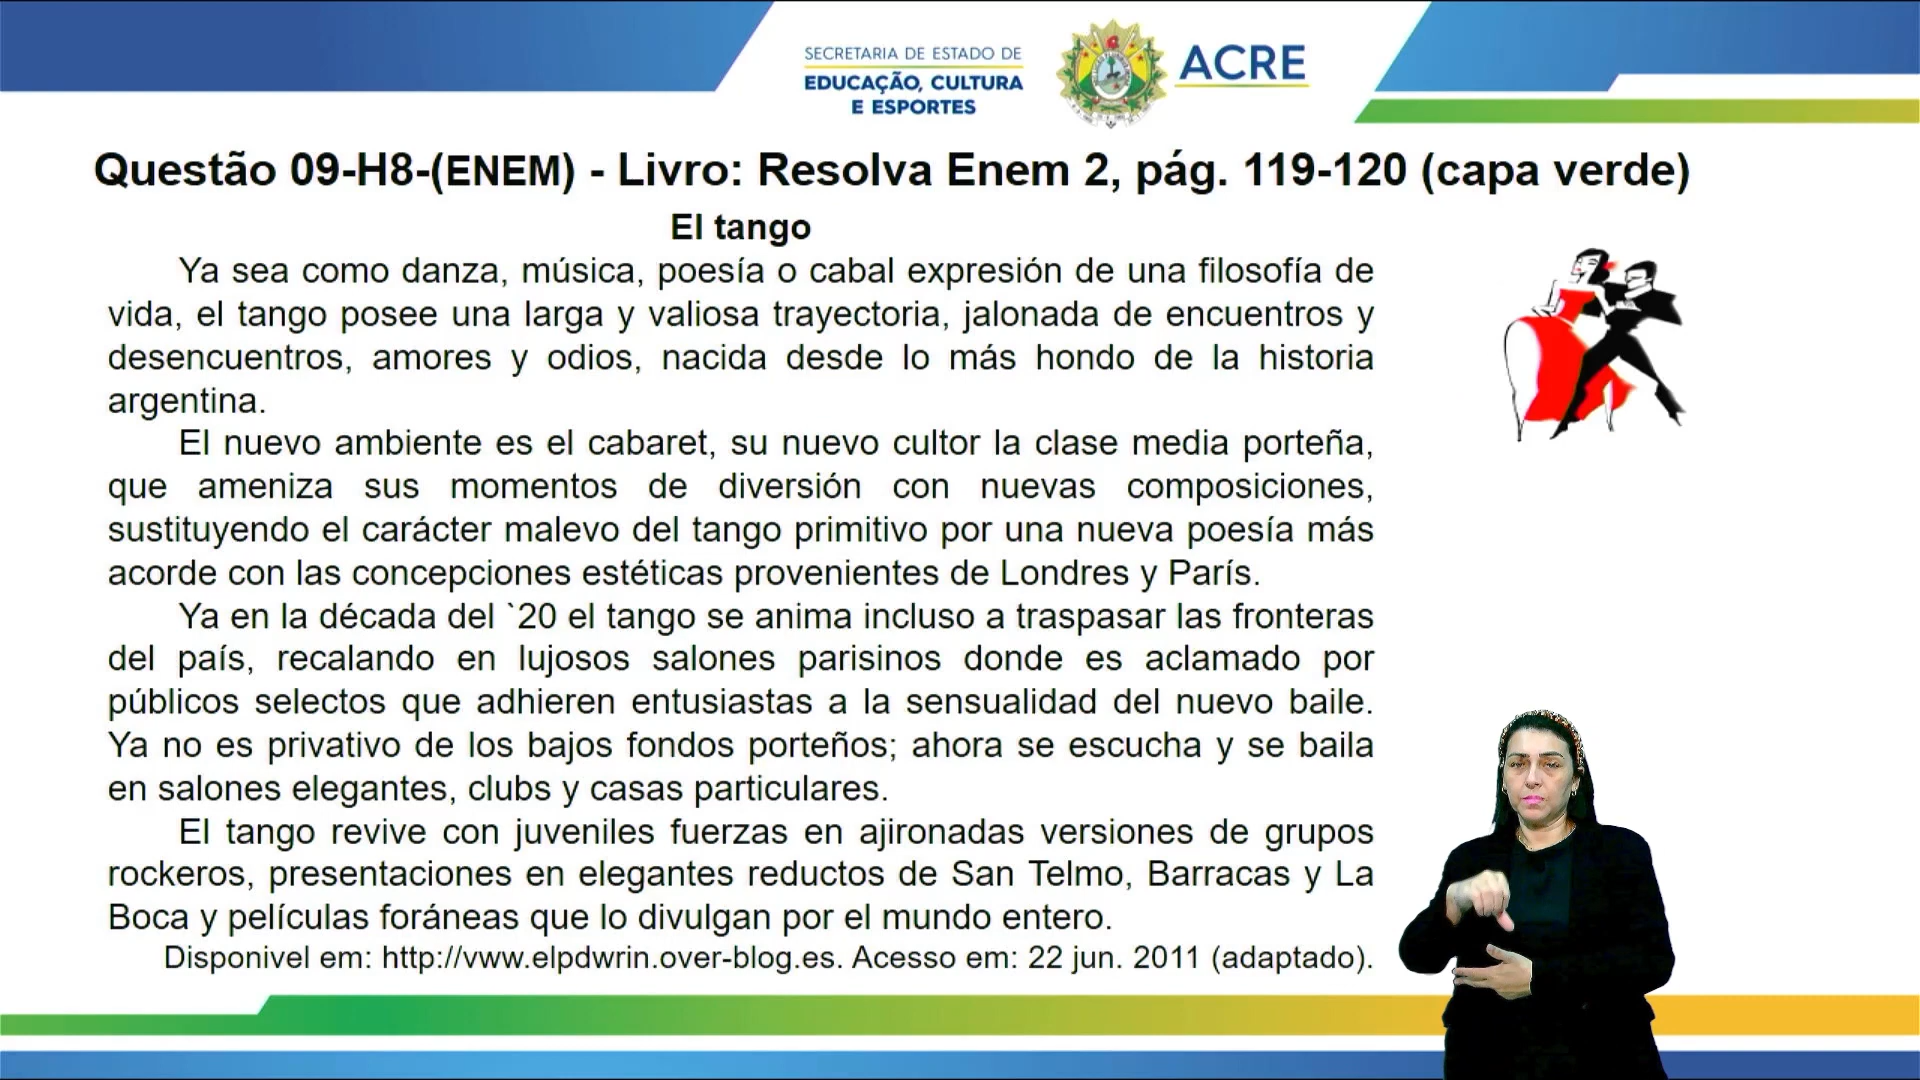 SECRETARIA DE ESTADO DE
EDUCAÇÃO, CULTURA
E ESPORTES
ACRE
Questão 09-H8-(ENEM) - Livro: Resolva Enem 2, pág. 119-120 (capa verde)
El tango
Ya sea como danza, música, poesía o cabal expresión de una filosofía de
vida, el tango posee una larga y valiosa trayectoria, jalonada de encuentros y
desencuentros, amores y odios, nacida desde lo más hondo de la historia
argentina.
El nuevo ambiente es el cabaret, su nuevo cultor la clase media porteña,
que ameniza sus momentos de diversión con nuevas composiciones,
sustituyendo el carácter malevo del tango primitivo por una nueva poesía más
acorde con las concepciones estéticas provenientes de Londres y París.
Ya en la década del `20 el tango se anima incluso a traspasar las fronteras
del país, recalando en lujosos salones parisinos donde es aclamado por
públicos selectos que adhieren entusiastas a la sensualidad del nuevo baile.
Ya no es privativo de los bajos fondos porteños; ahora se escucha y se baila
en salones elegantes, clubs y casas particulares.
El tango revive con juveniles fuerzas en ajironadas versiones de grupos
rockeros, presentaciones en elegantes reductos de San Telmo, Barracas y La
Boca y películas foráneas que lo divulgan por el mundo entero.
Disponivel em: http://vww.elpdwrin.over-blog.es. Acesso em: 22 jun. 2011 (adaptado).